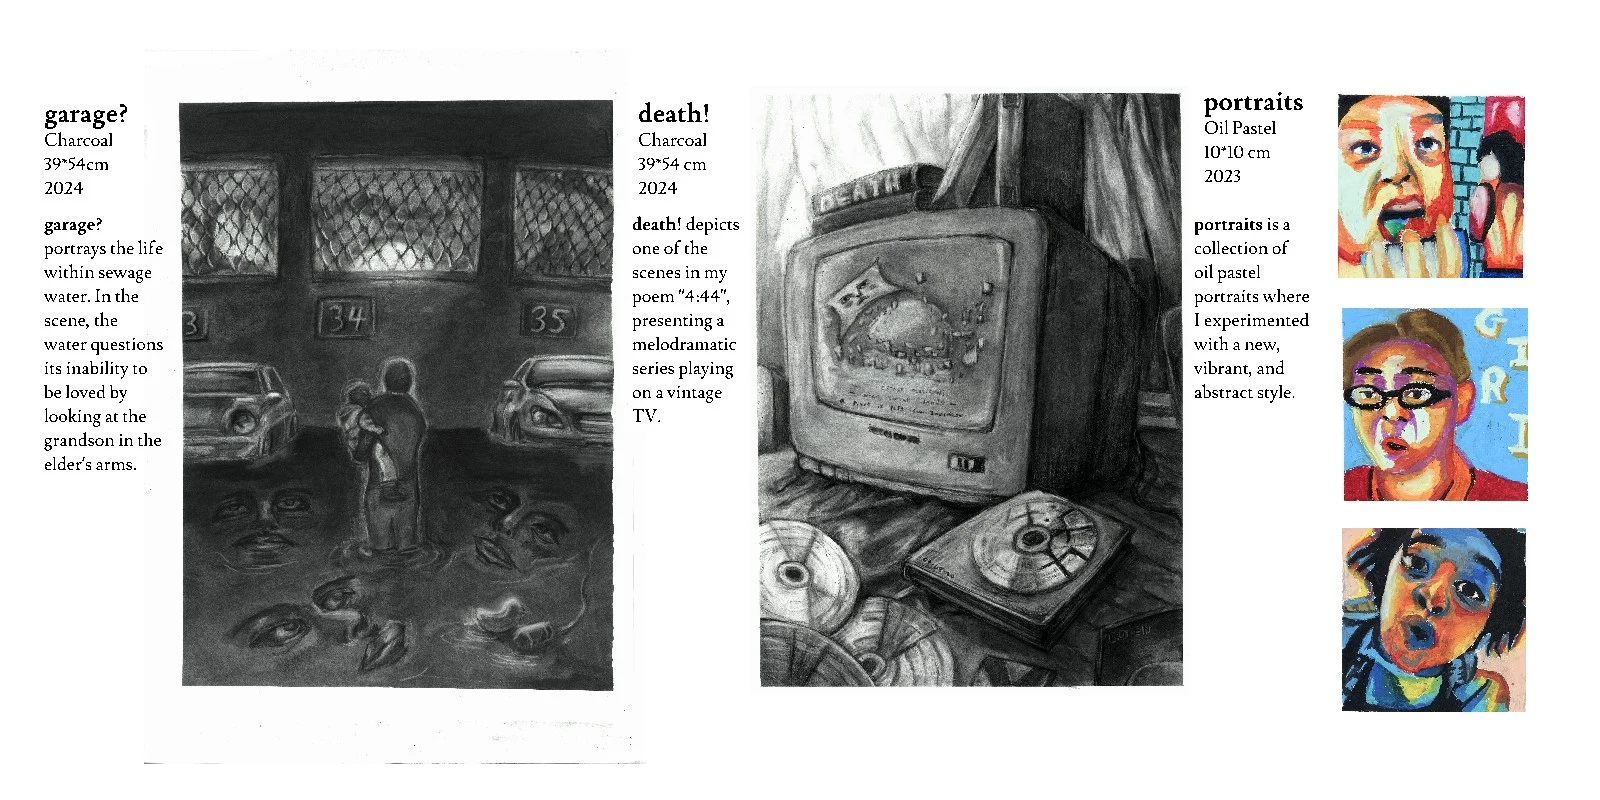 garage?
Charcoal
39*54cm
2024
garage?
portrays the life
within sewage
water. In the
scene, the
water questions
its inability to
be loved by
looking at the
grandson in the
elder's arms.
34
35
death!
Charcoal
39*54 cm
2024
death! depicts
one of the
scenes in my
poem "4:44",
presenting a
melodramatic
series playing
on a vintage
TV.
DEATH
portraits
Oil Pastel
10*10 cm
2023
portraits is a
collection of
oil pastel
portraits where
I experimented
with a new,
vibrant, and
abstract style.